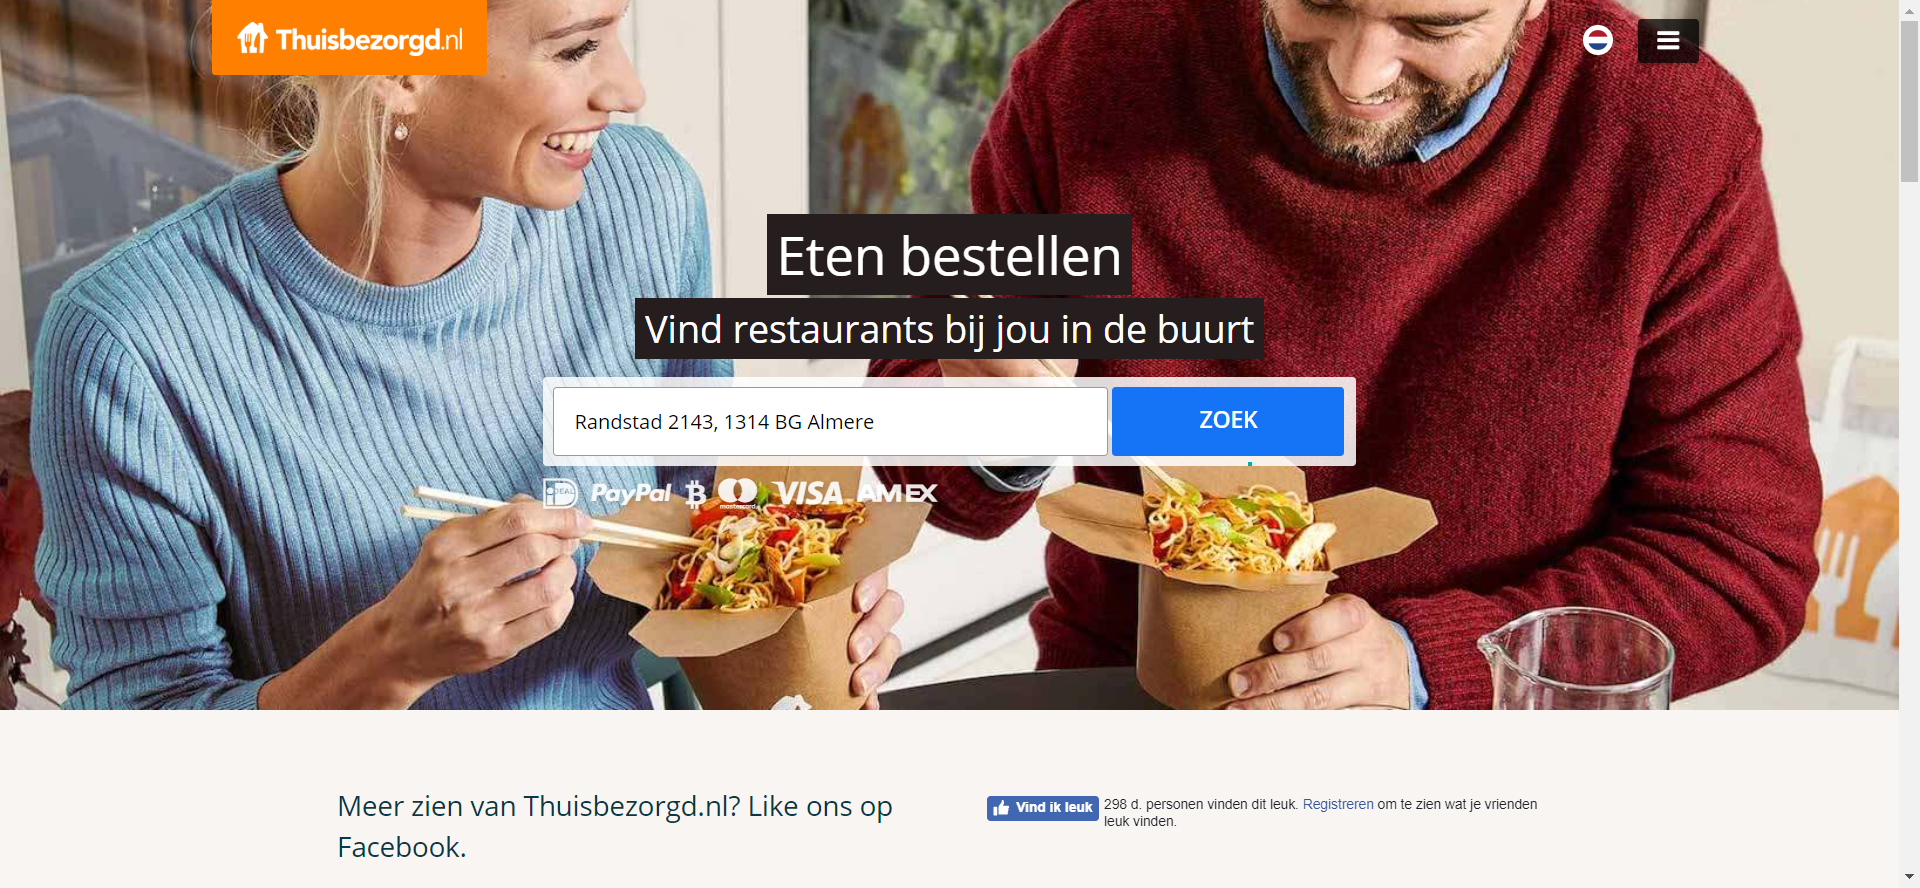 Thuisbezorgd.nl
Eten bestellen
Vind restaurants bij jou in de buurt
Randstad 2143, 1314 BG Almere
ZOEK
iDEAL PayPal mastercard VISA AMEX
Meer zien van Thuisbezorgd.nl? Like ons op
Facebook.
Vind ik leuk
298 d. personen vinden dit leuk. Registreren om te zien wat je vrienden
leuk vinden.